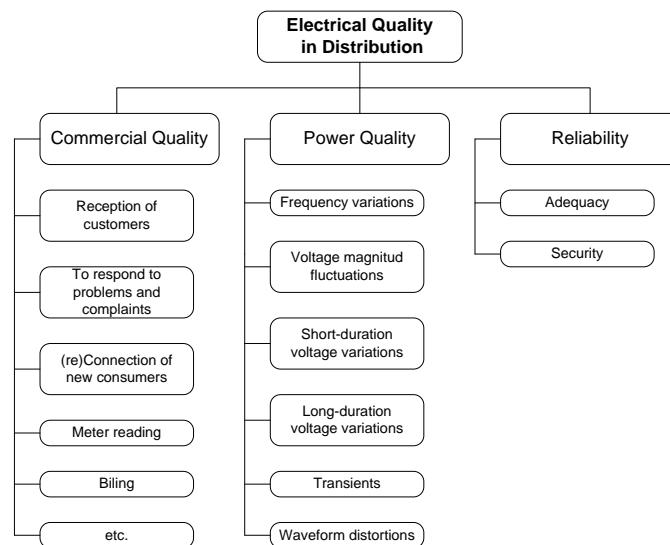 Electrical Quality
in Distribution
Commercial Quality
Reception of
customers
To respond to
problems and
complaints
(re)Connection of
new consumers
Meter reading
Biling
etc.
Power Quality
Frequency variations
Voltage magnitud
fluctuations
Short-duration
voltage variations
Long-duration
voltage variations
Transients
Waveform distortions
Reliability
Adequacy
Security